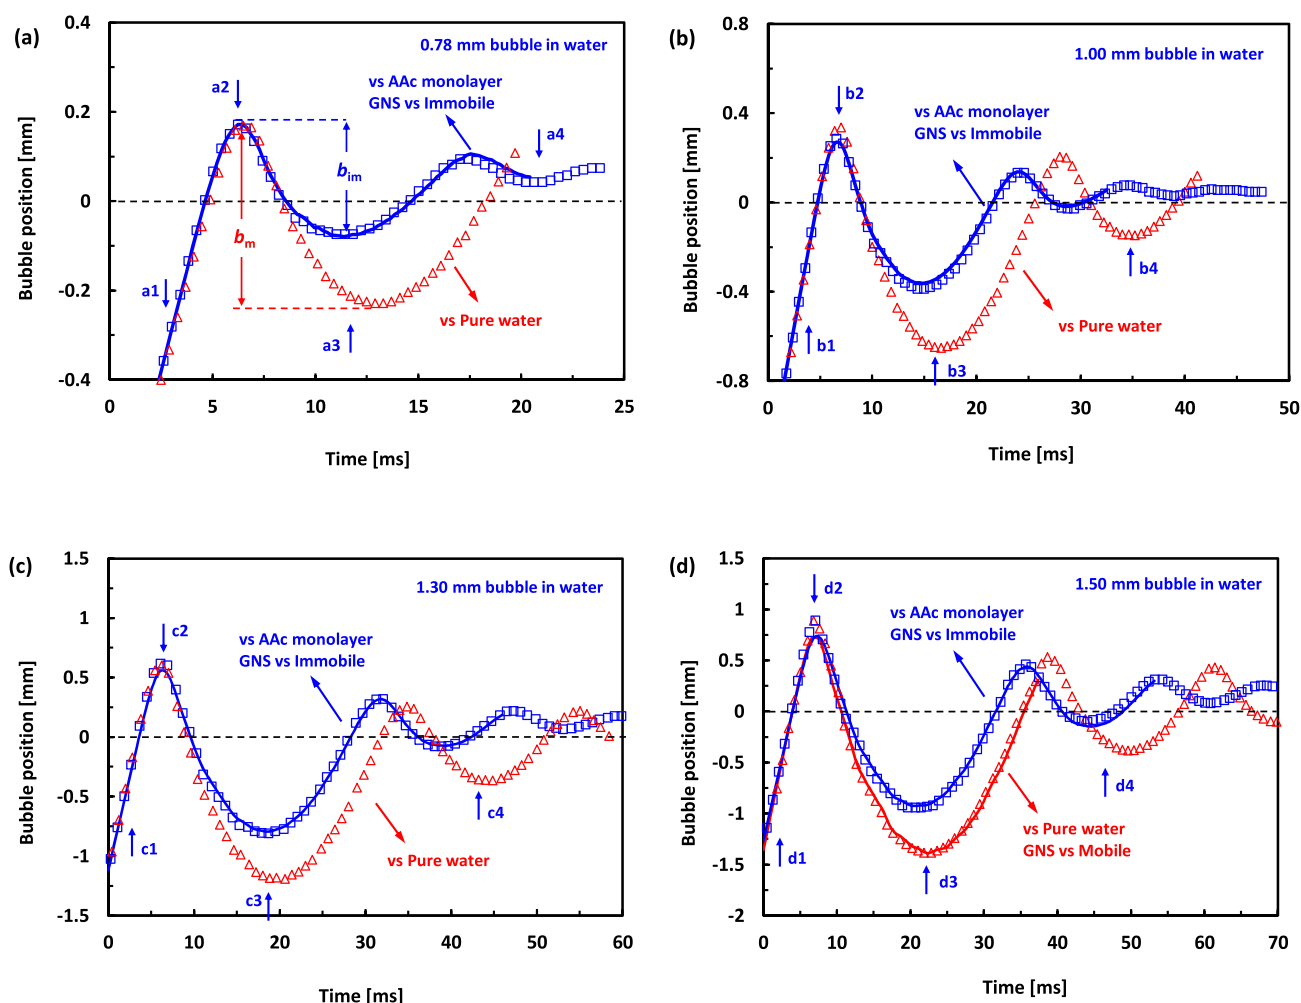 (a)
0.78 mm bubble in water
vs AAc monolayer
GNS vs Immobile
a1
a2
a3
a4
bim
bm
vs Pure water
Bubble position [mm]
0.4
0.2
0
-0.2
-0.4
0 5 10 15 20 25
Time [ms]
(b)
1.00 mm bubble in water
vs AAc monolayer
GNS vs Immobile
b1
b2
b3
b4
vs Pure water
Bubble position [mm]
0.8
0.4
0
-0.4
-0.8
0 10 20 30 40 50
Time [ms]
(c)
1.30 mm bubble in water
vs AAc monolayer
GNS vs Immobile
c1
c2
c3
c4
vs Pure water
Bubble position [mm]
1.5
1
0.5
0
-0.5
-1
-1.5
0 10 20 30 40 50 60
Time [ms]
(d)
1.50 mm bubble in water
vs AAc monolayer
GNS vs Immobile
d1
d2
d3
d4
vs Pure water
GNS vs Mobile
Bubble position [mm]
1.5
1
0.5
0
-0.5
-1
-1.5
-2
0 10 20 30 40 50 60 70
Time [ms]